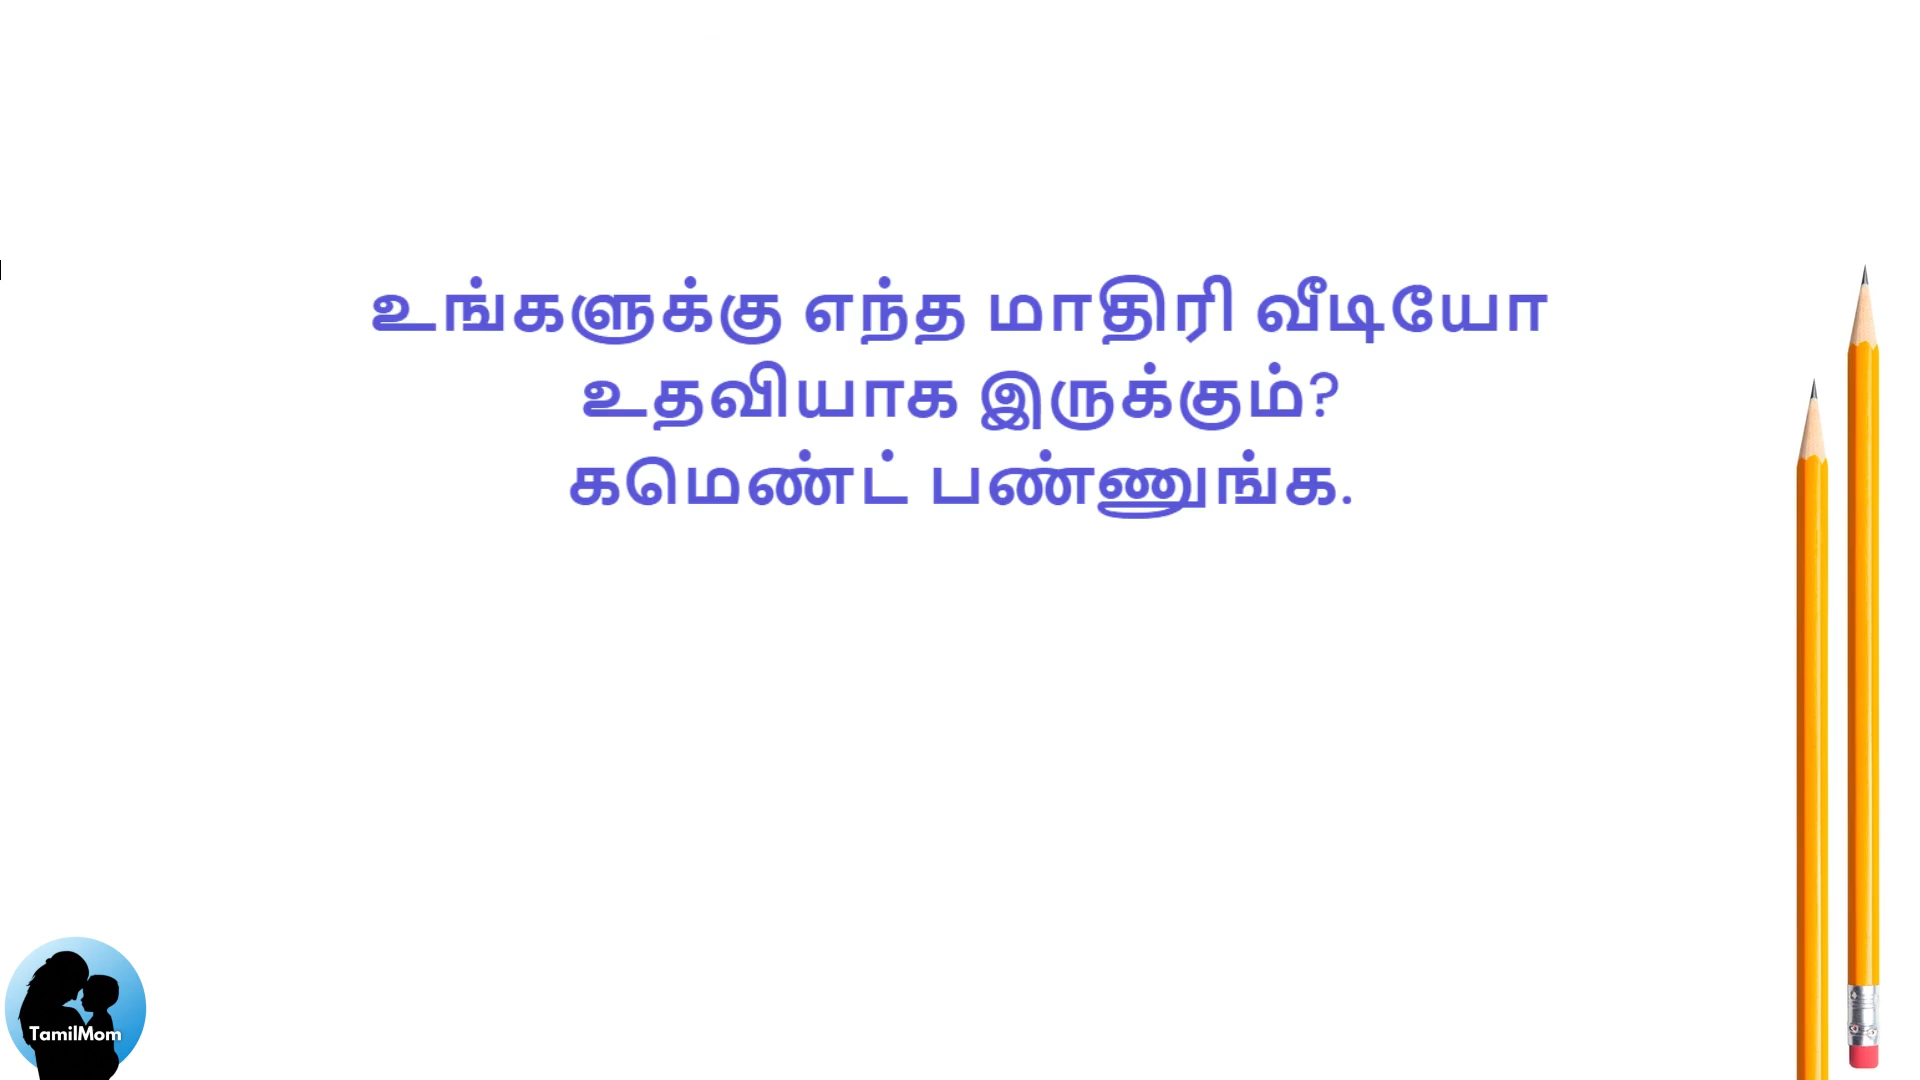 உங்களுக்கு எந்த மாதிரி வீடியோ
உதவியாக இருக்கும்?
கமெண்ட் பண்ணுங்க.
TamilMom